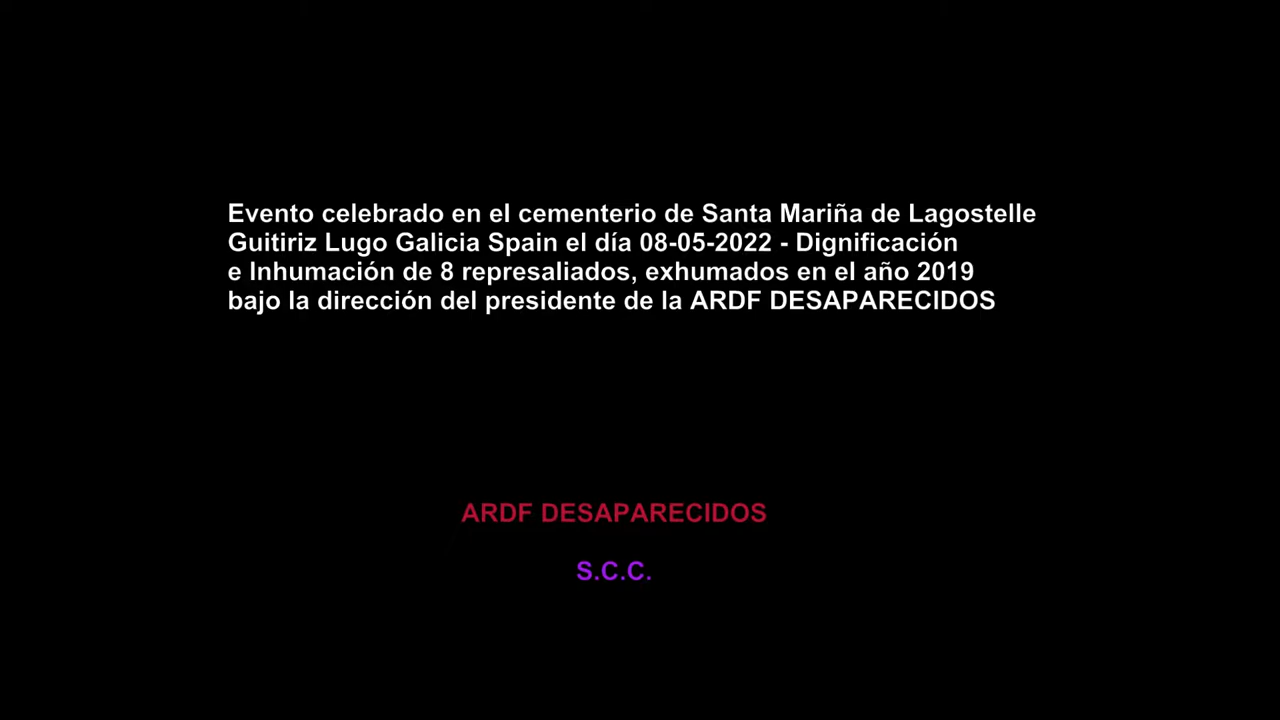 Evento celebrado en el cementerio de Santa Mariña de Lagostelle
Guitiriz Lugo Galicia Spain el día 08-05-2022 - Dignificación
e Inhumación de 8 represaliados, exhumados en el año 2019
bajo la dirección del presidente de la ARDF DESAPARECIDOS
ARDF DESAPARECIDOS
S.C.C.